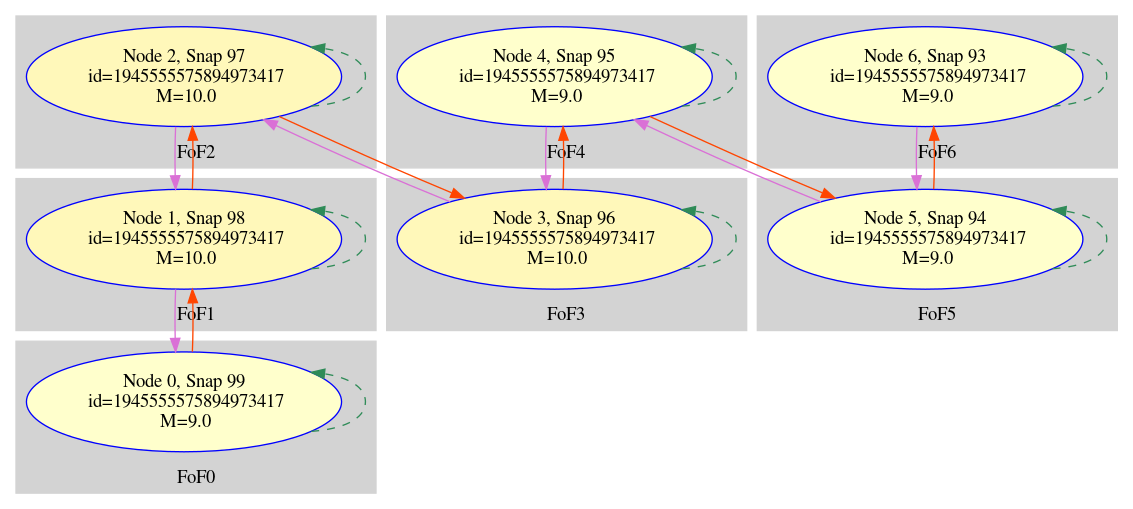 Node 2, Snap 97
id=1945555575894973417
M=10.0
FoF2
Node 4, Snap 95
id=1945555575894973417
M=9.0
FoF4
Node 6, Snap 93
id=1945555575894973417
M=9.0
FoF6
Node 1, Snap 98
id=1945555575894973417
M=10.0
FoF1
Node 3, Snap 96
id=1945555575894973417
M=10.0
FoF3
Node 5, Snap 94
id=1945555575894973417
M=9.0
FoF5
Node 0, Snap 99
id=1945555575894973417
M=9.0
FoF0